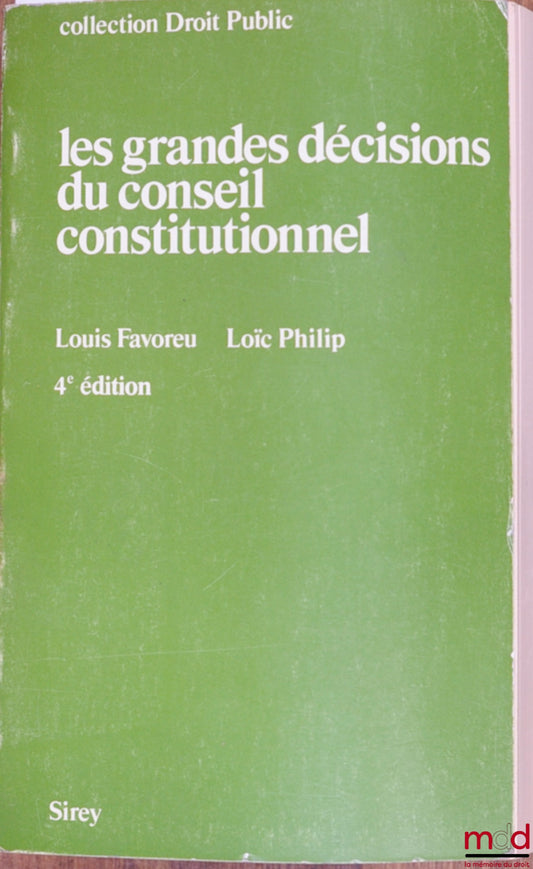 collection Droit Public
les grandes décisions
du conseil
constitutionnel
Louis Favoreu Loïc Philip
4e édition
Sirey
mdd
la mémoire du droit